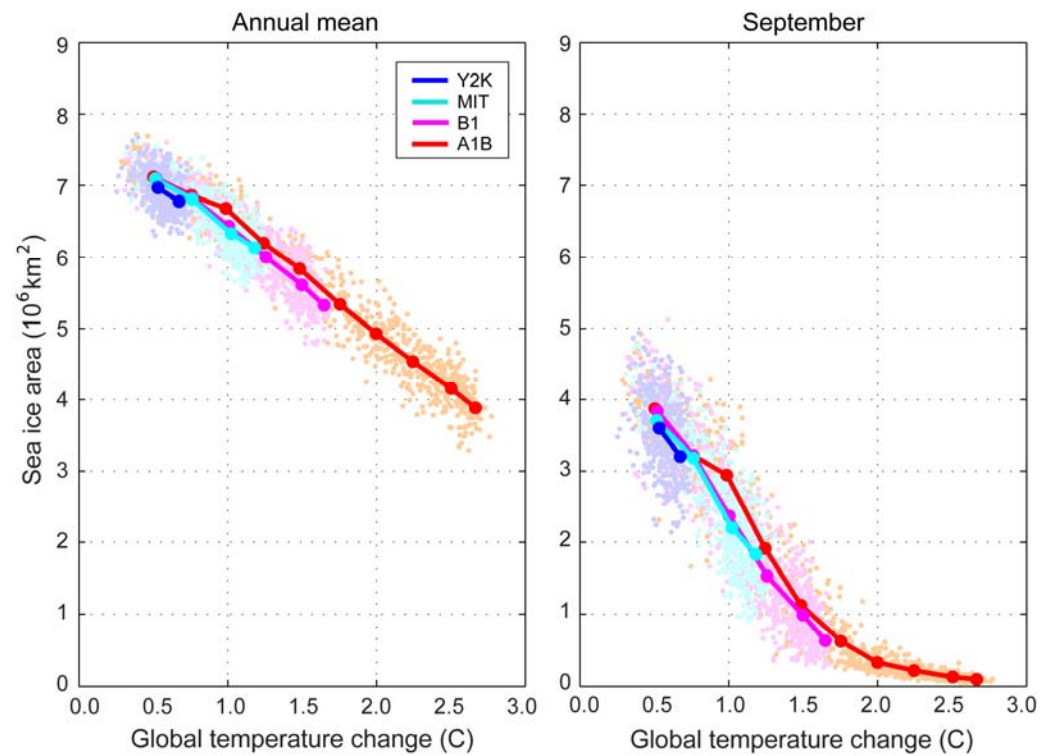 Annual mean
September
Sea ice area (10⁶km²)
9
8
7
6
5
4
3
2
1
0
0.0 0.5 1.0 1.5 2.0 2.5 3.0
Global temperature change (C)
Y2K
MIT
B1
A1B
9
8
7
6
5
4
3
2
1
0
0.0 0.5 1.0 1.5 2.0 2.5 3.0
Global temperature change (C)